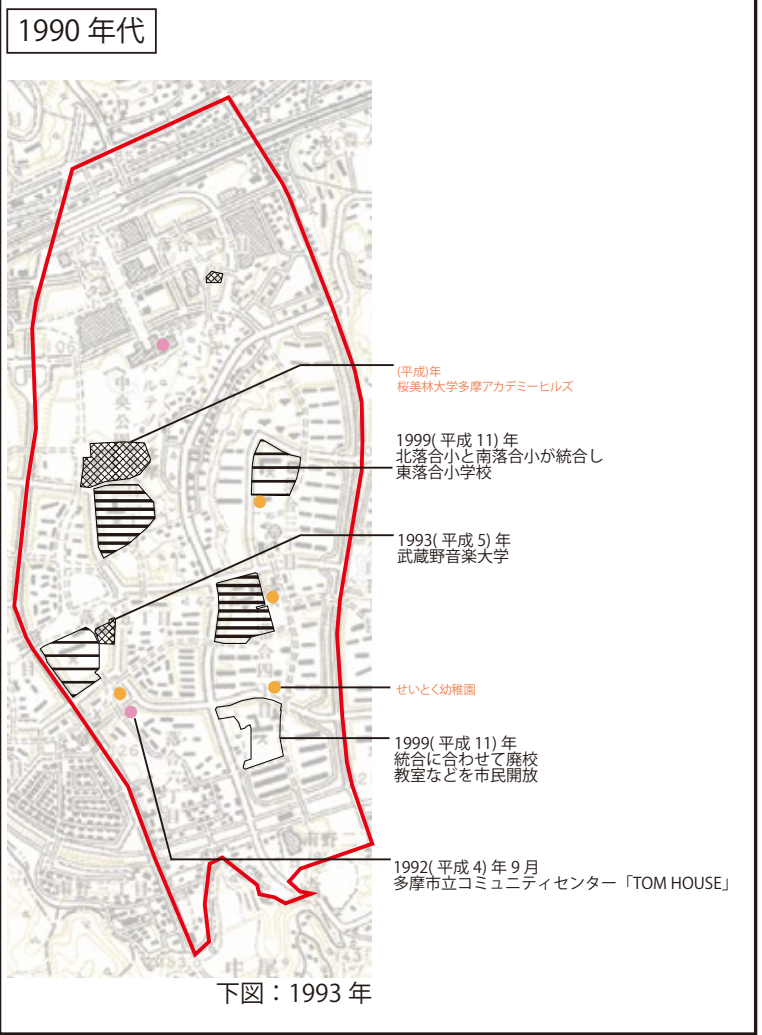 1990 年代
(平成)年
桜美林大学多摩アカデミーヒルズ
1999( 平成 11) 年
北落合小と南落合小が統合し
東落合小学校
1993( 平成 5) 年
武蔵野音楽大学
せいとく幼稚園
1999( 平成 11) 年
統合に合わせて廃校
教室などを市民開放
1992( 平成 4) 年 9 月
多摩市立コミュニティセンター「TOM HOUSE」
下図：1993 年